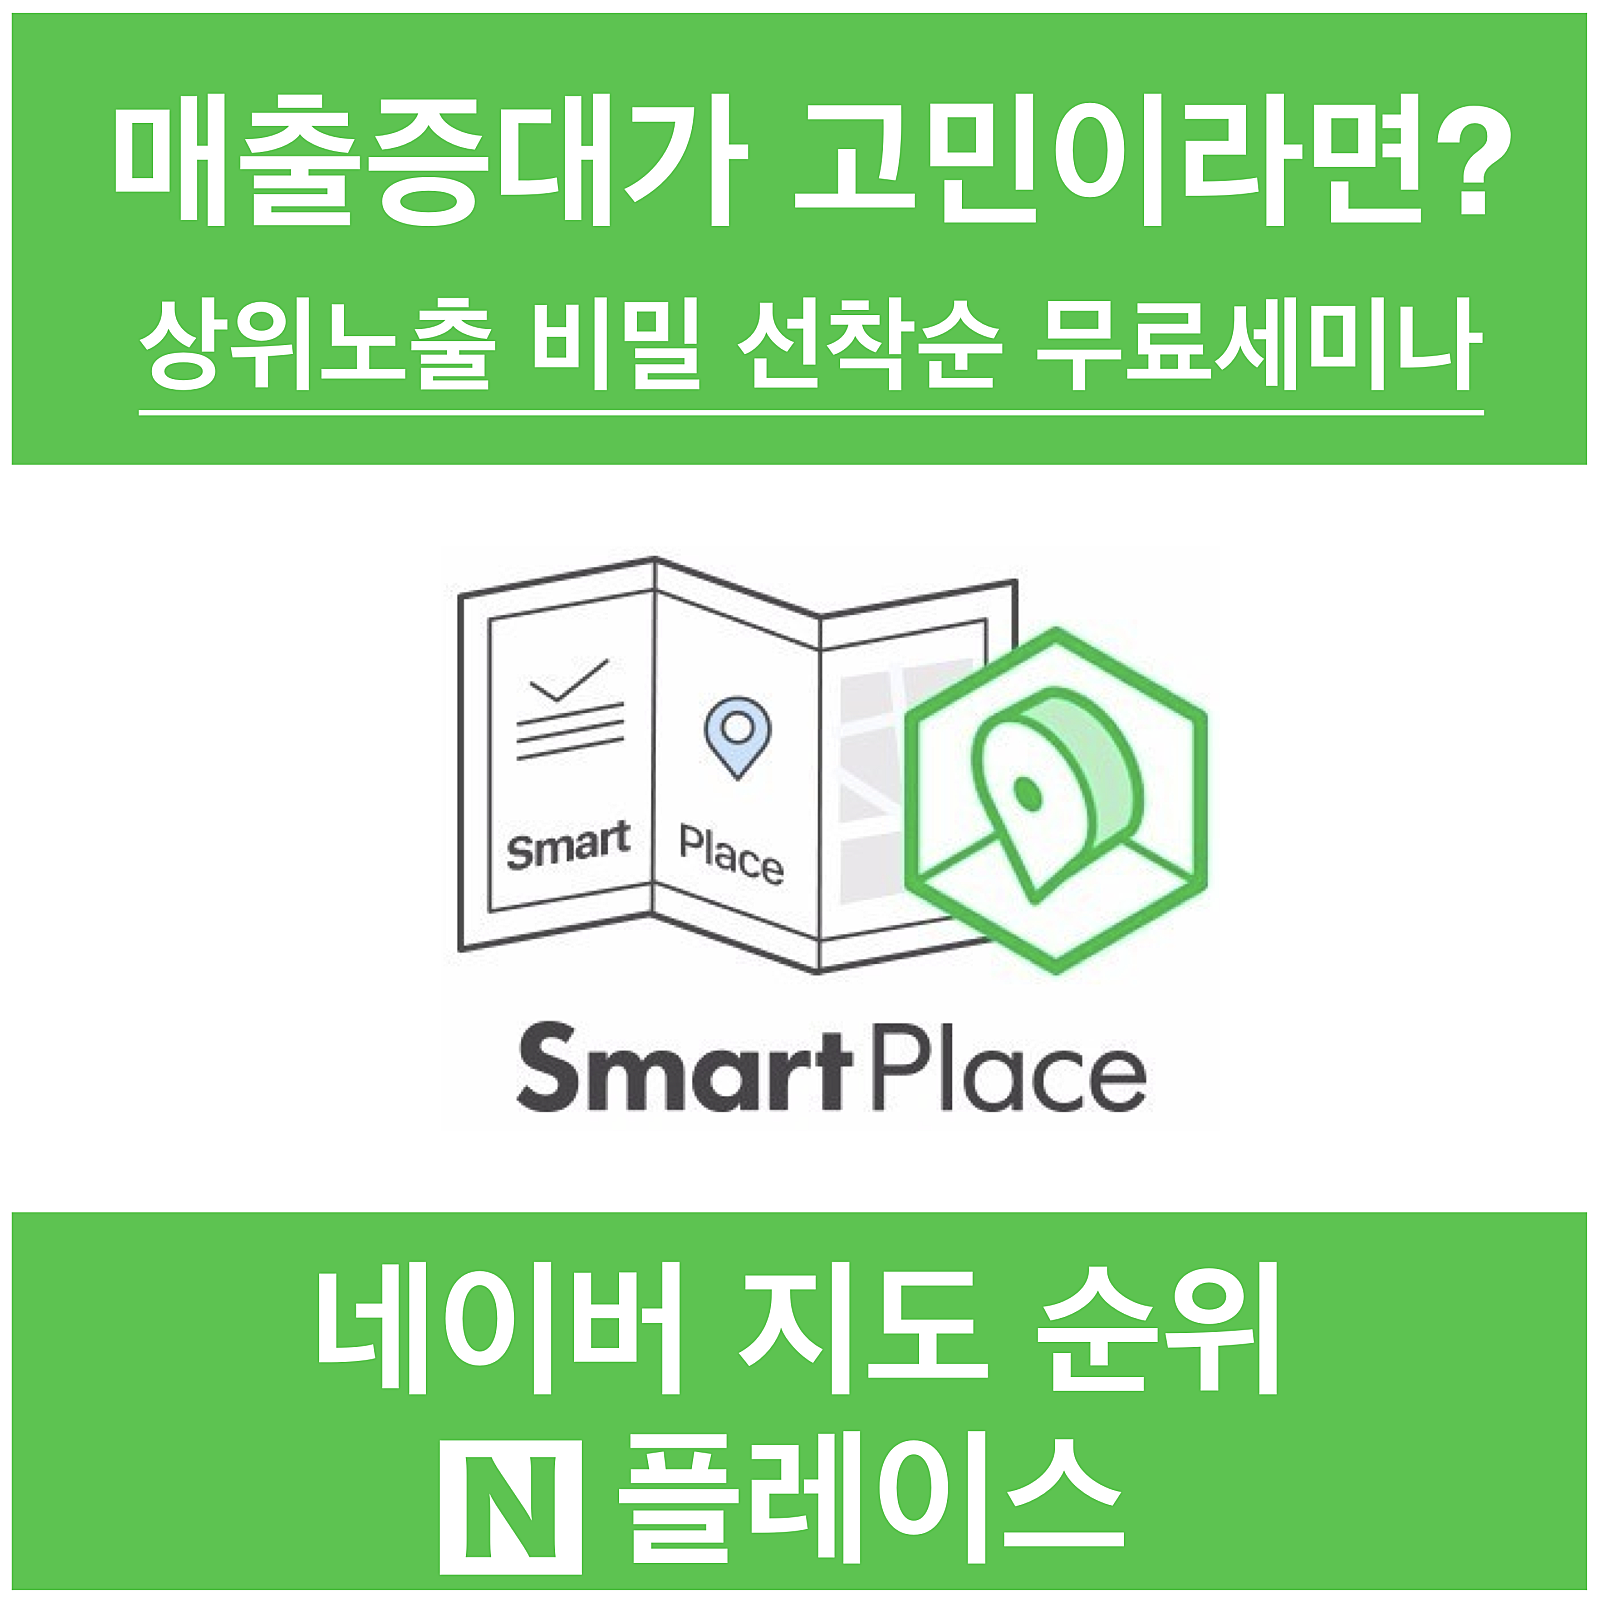 매출증대가 고민이라면?
상위노출 비밀 선착순 무료세미나
Smart
Place
Smart Place
네이버 지도 순위
N 플레이스